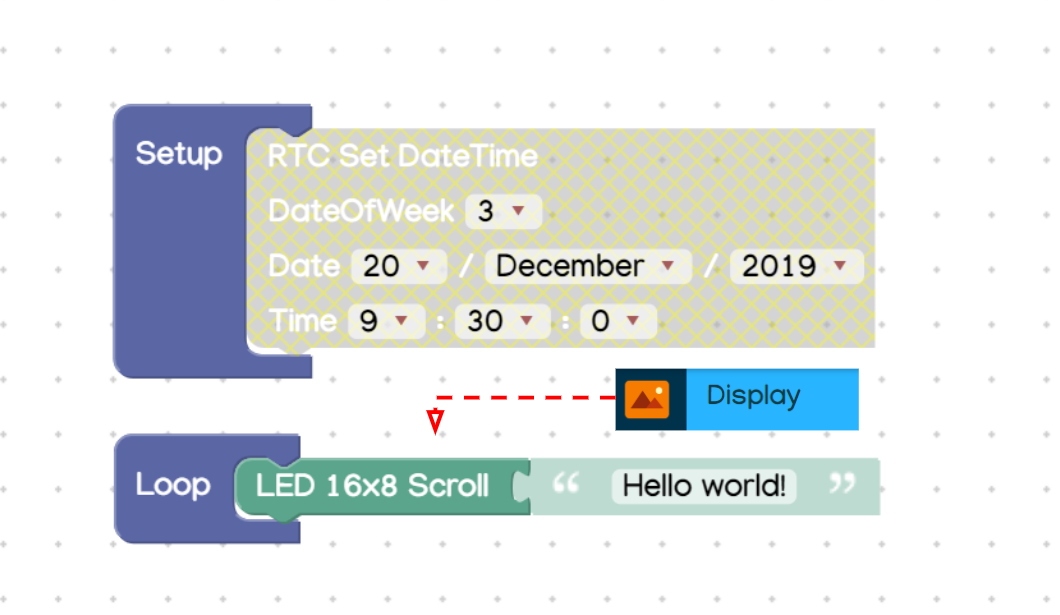 Setup
RTC Set DateTime
DateOfWeek 3
Date 20 / December / 2019
Time 9 : 30 : 0
Display
Loop LED 16x8 Scroll “ Hello world! ”